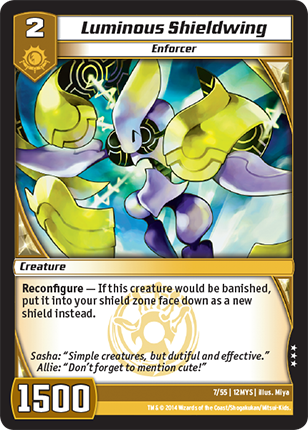 2
Luminous Shieldwing
Enforcer
Creature
Reconfigure — If this creature would be banished,
put it into your shield zone face down as a new
shield instead.
Sasha: “Simple creatures, but dutiful and effective.”
Allie: “Don’t forget to mention cute!”
7/55 | 12MYS | Illus. Miya
1500
TM & © 2014 Wizards of the Coast/Shogakukan/Mitsui-Kids.